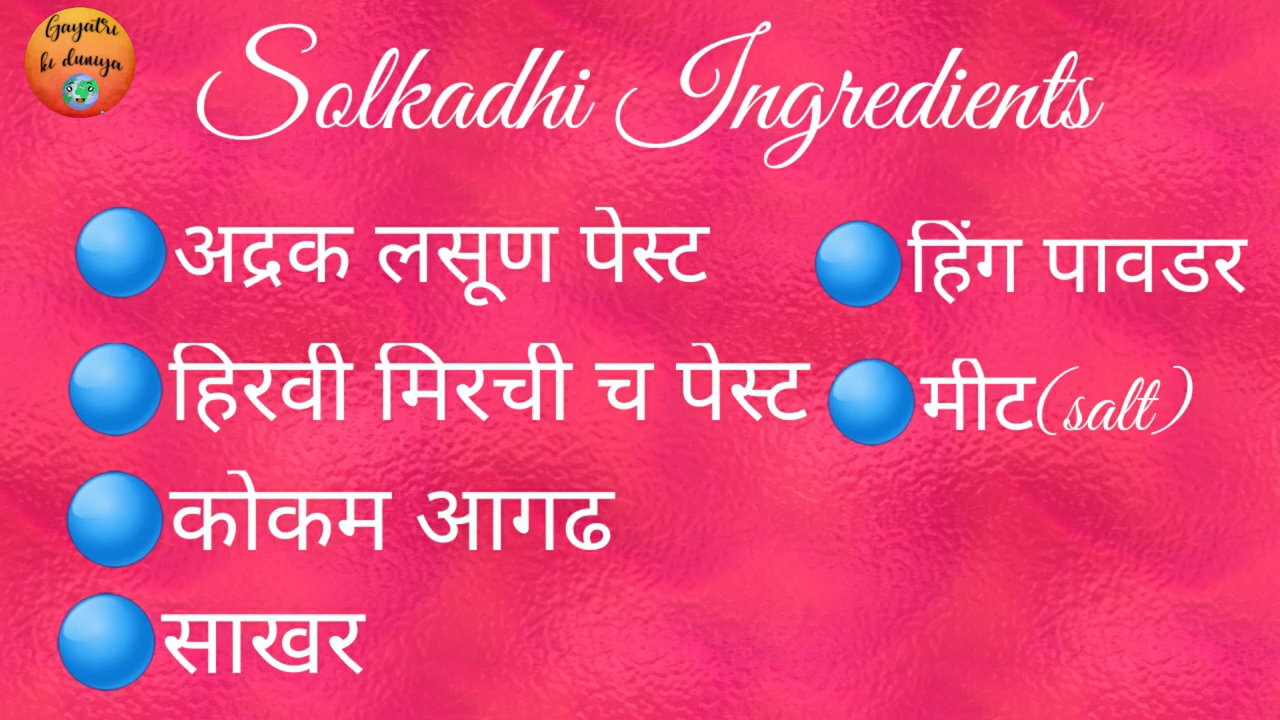 Gayatri
ki duniya
Solkadhi Ingredients
अद्रक लसूण पेस्ट
हिरवी मिरची च पेस्ट
कोकम आगढ
साखर
हिंग पावडर
मीट(salt)